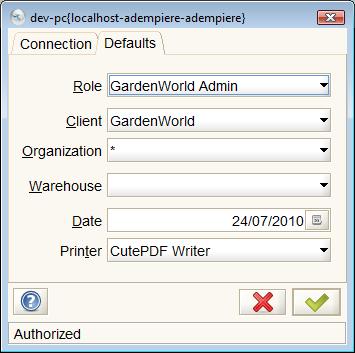 dev-pc{localhost-adempiere-adempiere}
Connection Defaults
Role GardenWorld Admin
Client GardenWorld
Organization *
Warehouse
Date 24/07/2010
Printer CutePDF Writer
Authorized